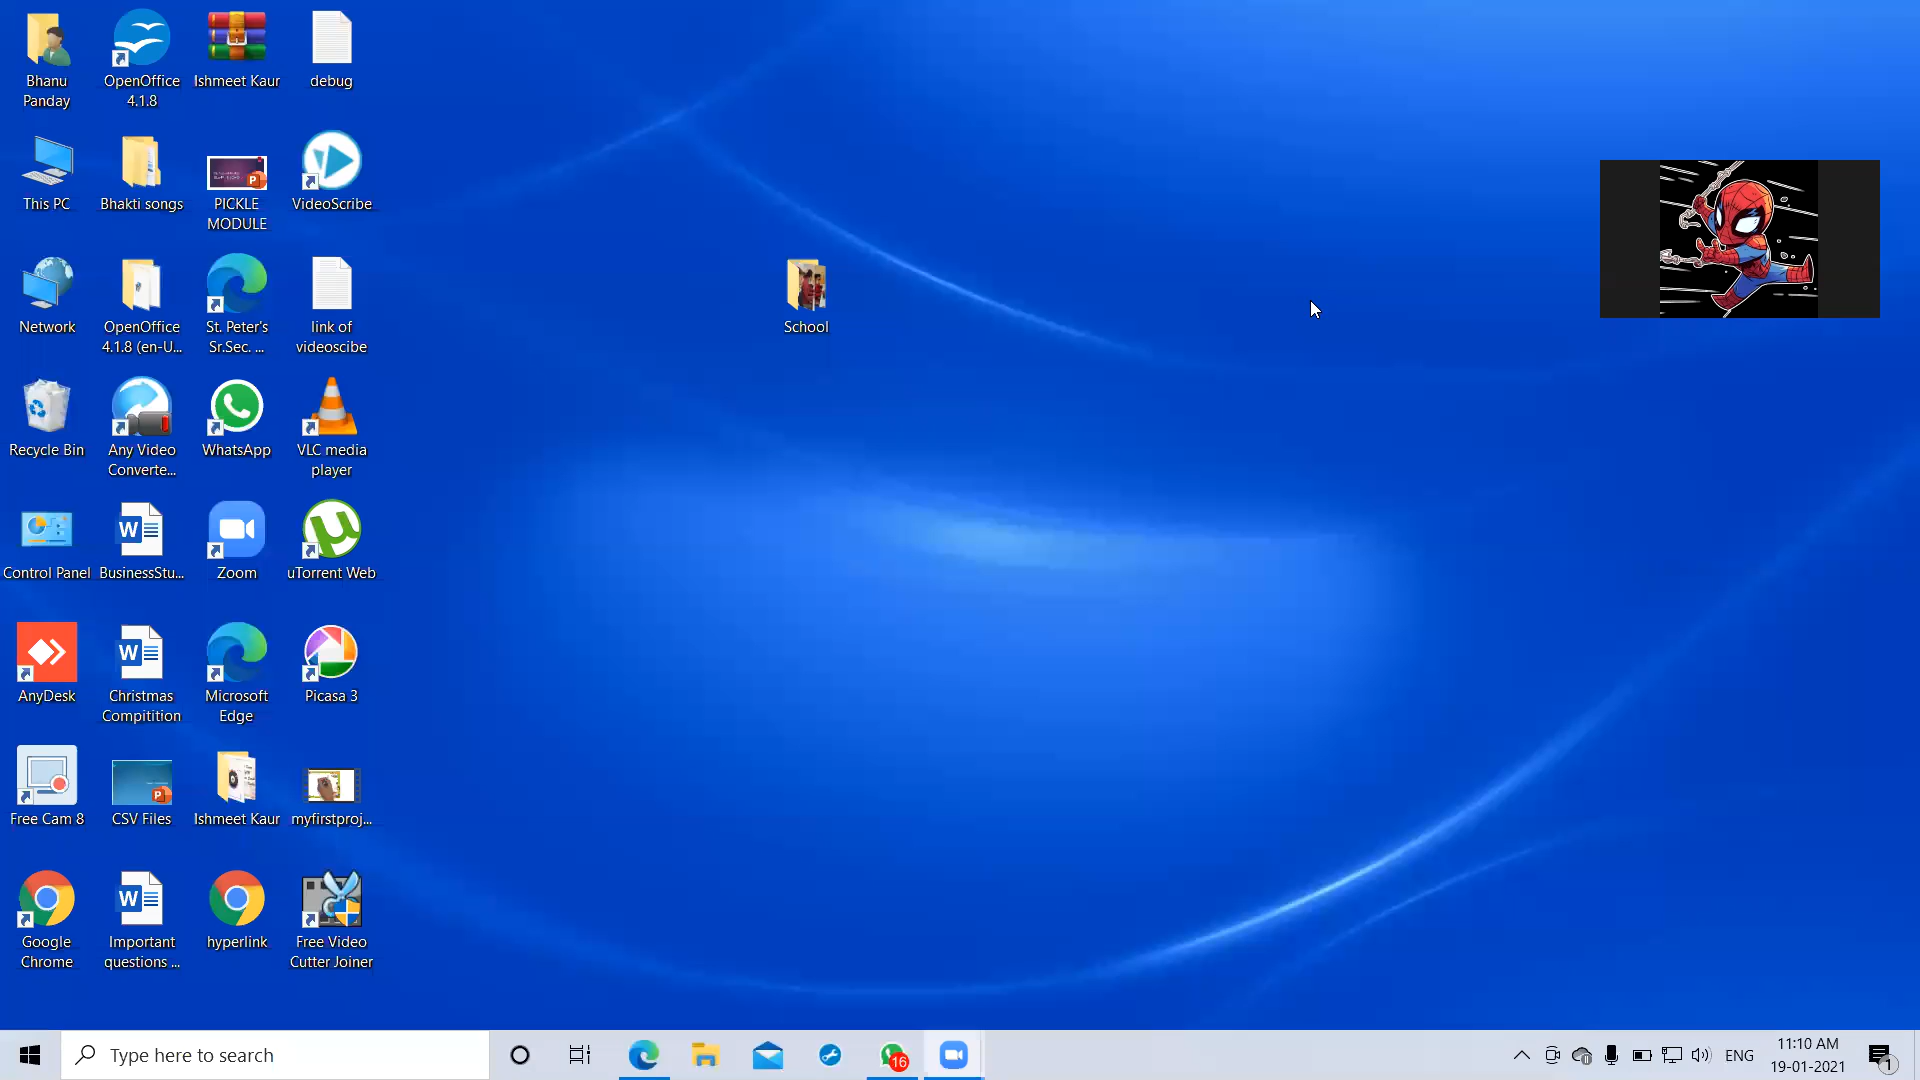 Bhanu
Panday
OpenOffice
4.1.8
Ishmeet Kaur
debug
This PC
Bhakti songs
PICKLE
MODULE
VideoScribe
Network
OpenOffice
4.1.8 (en-U...
St. Peter's
Sr.Sec. ...
link of
videoscibe
School
Recycle Bin
Any Video
Converte...
WhatsApp
VLC media
player
Control Panel
BusinessStu...
Zoom
uTorrent Web
AnyDesk
Christmas
Compitition
Microsoft
Edge
Picasa 3
Free Cam 8
CSV Files
Ishmeet Kaur
myfirstproj...
Google
Chrome
Important
questions ...
hyperlink
Free Video
Cutter Joiner
Type here to search
16
ENG
11:10 AM
19-01-2021
1